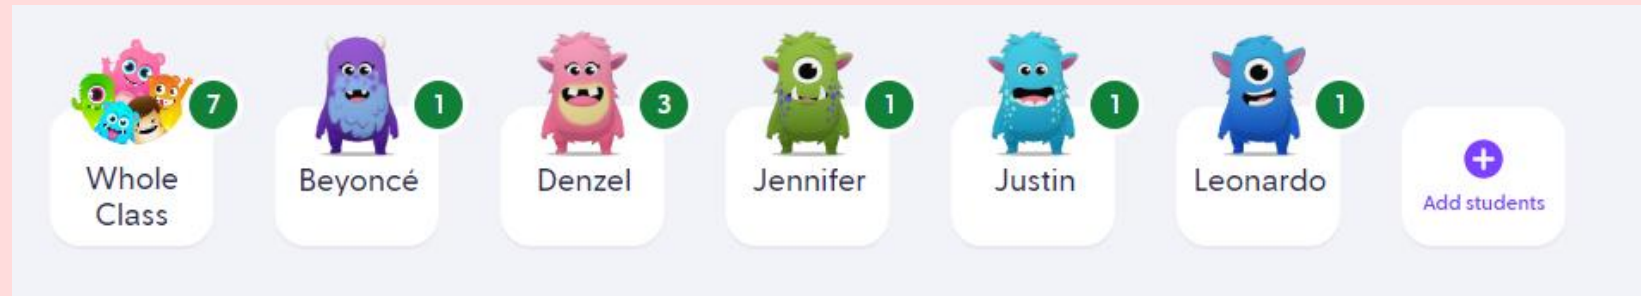 7
Whole
Class
1
Beyoncé
3
Denzel
1
Jennifer
1
Justin
1
Leonardo
Add students